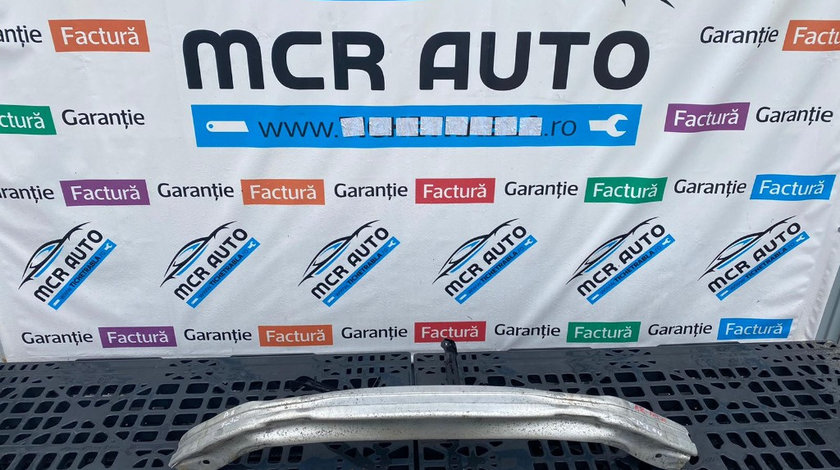 Garanție Factură Garanție Factură
MCR AUTO
www. .ro
Factură Garanție Factură Garanție
Garanție Factură Garanție Factură Garanție Factură Garanție Factură Garanție Factură
MCR AUTO MCR AUTO MCR AUTO MCR AUTO MCR AUTO MCR AUTO
Garanție Factură Garanție Factură Garanție Factură Garanție Factură Garanție Factură